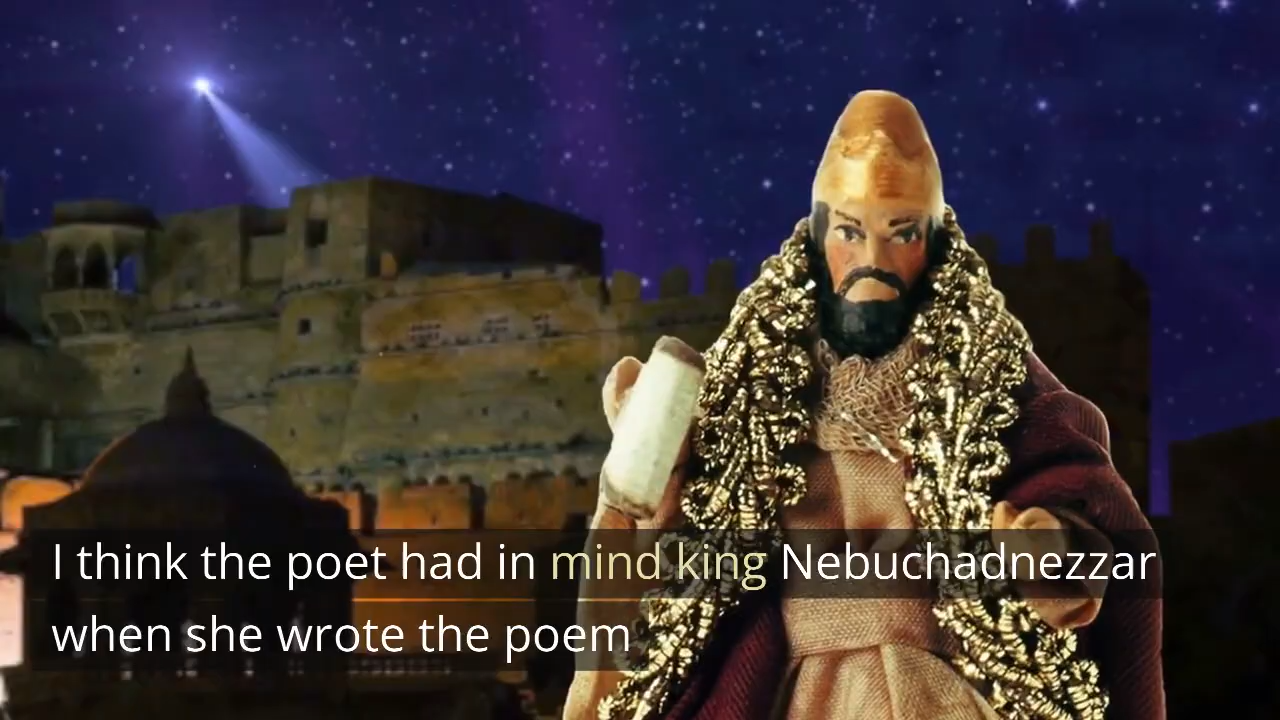 I think the poet had in mind king Nebuchadnezzar
when she wrote the poem